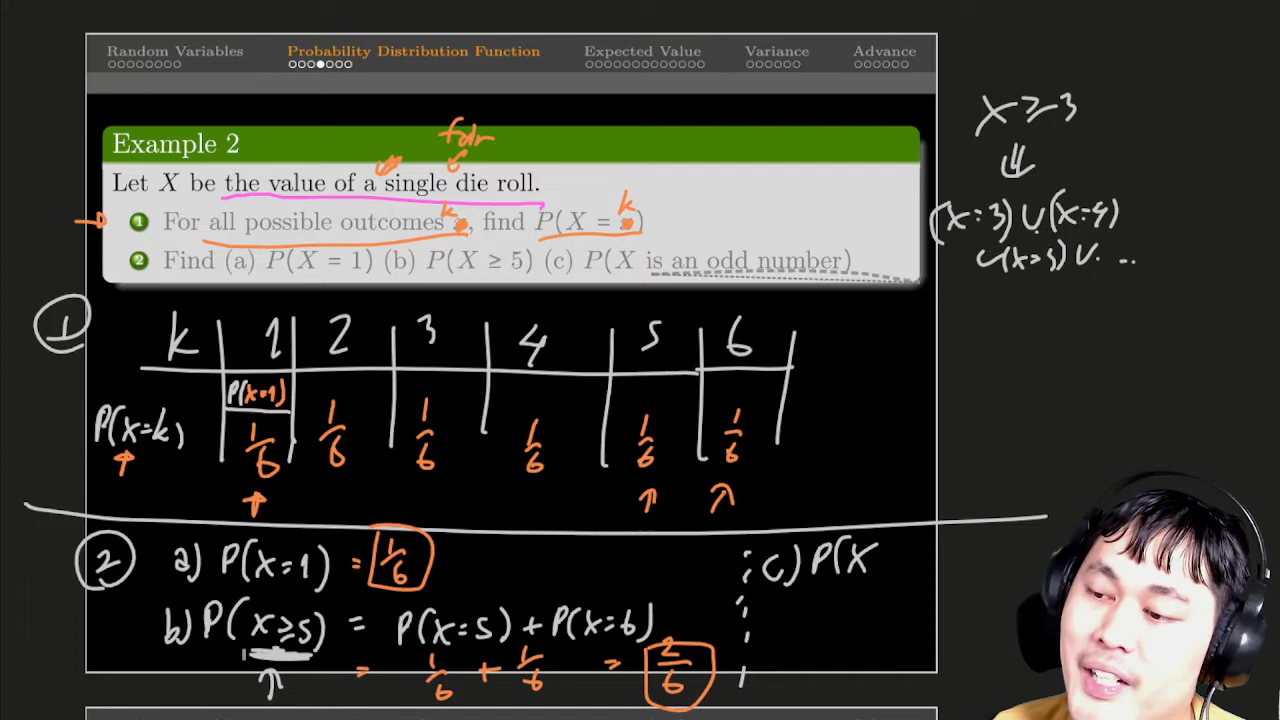 Random Variables Probability Distribution Function Expected Value Variance Advance
Example 2
fair
Let X be the value of a single die roll.
k k
1 For all possible outcomes , find P(X = )
2 Find (a) P(X = 1) (b) P(X ≥ 5) (c) P(X is an odd number)
X ≥ 3
⇓
(X=3) ∪ (X=4)
∪ (X=5) ∪ ...
1
k 1 2 3 4 5 6
P(X=1)
P(X=k) 1/6 1/6 1/6 1/6 1/6 1/6
2 a) P(X=1) = 1/6
c) P(X
b) P(X≥5) = P(X=5) + P(X=6)
= 1/6 + 1/6 = 2/6